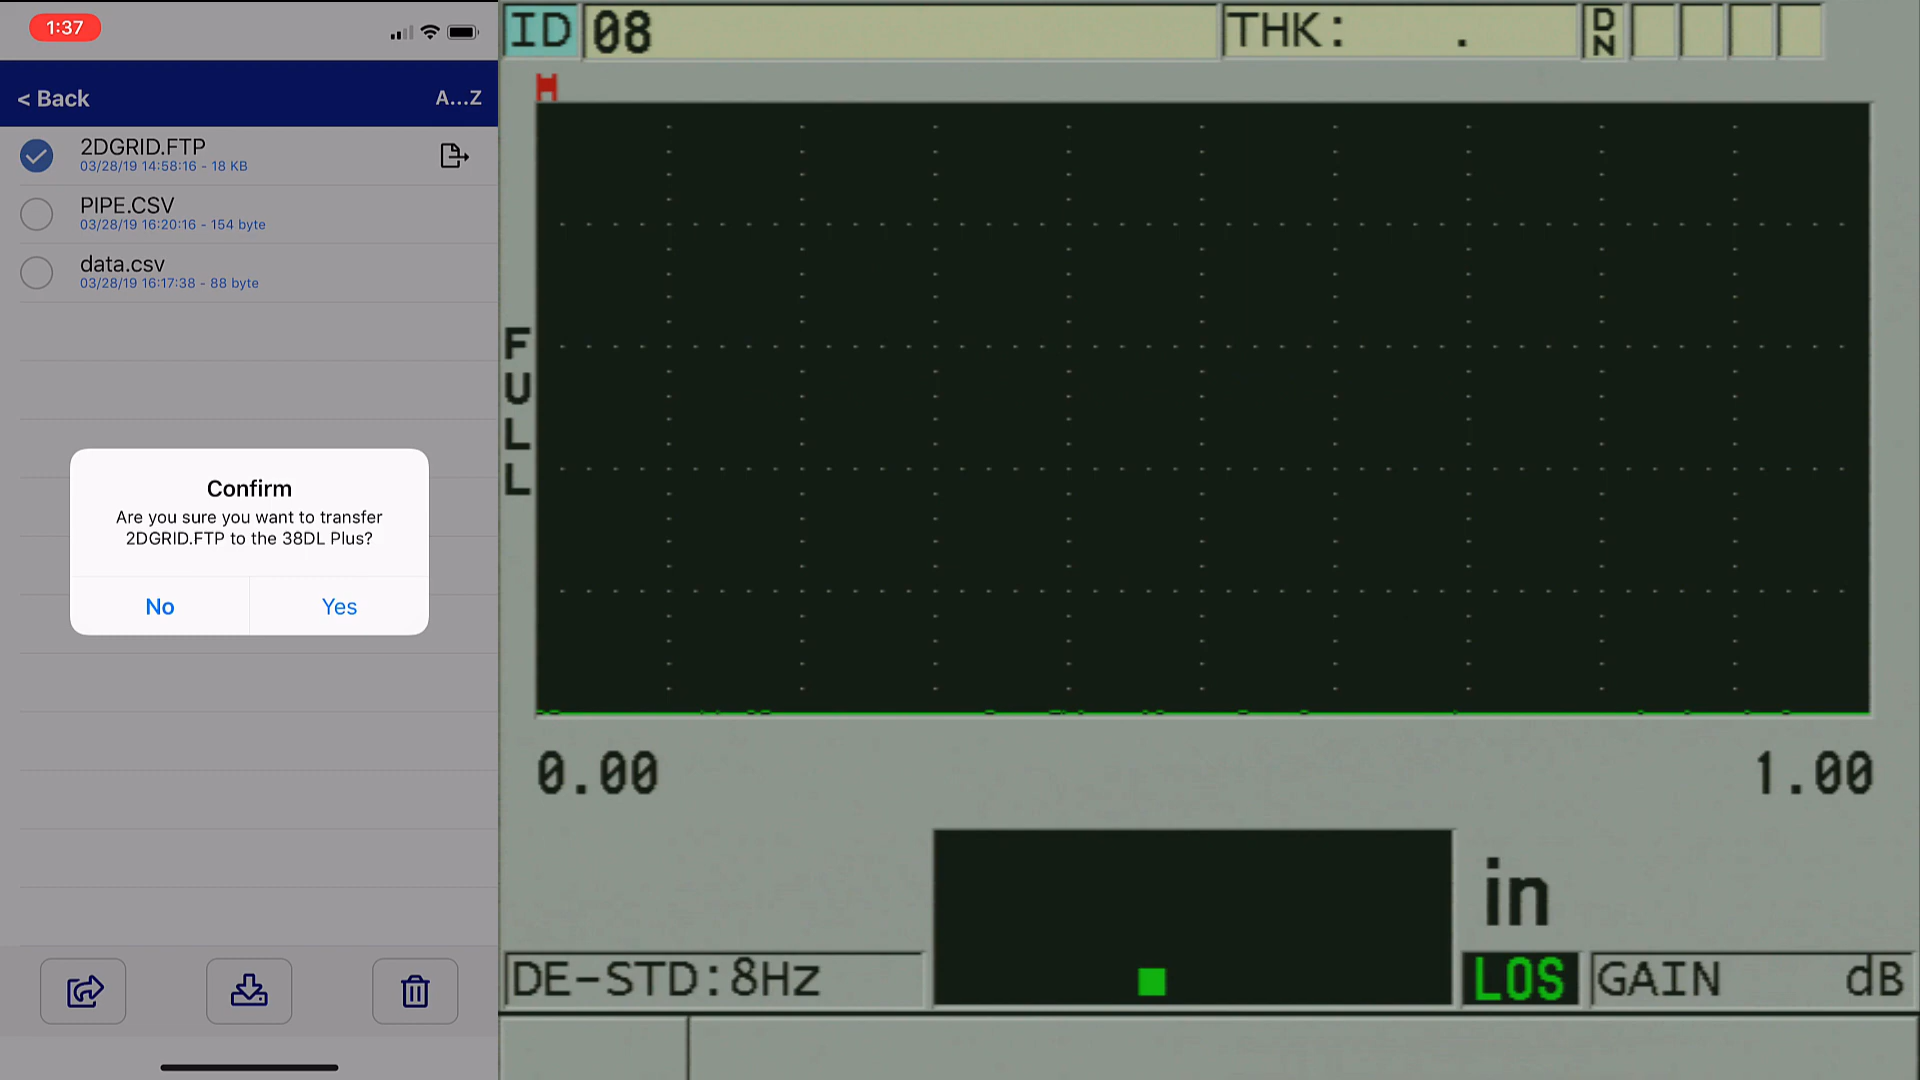 1:37
< Back
A...Z
2DGRID.FTP
03/28/19 14:58:16 - 18 KB
PIPE.CSV
03/28/19 16:20:16 - 154 byte
data.csv
03/28/19 16:17:38 - 88 byte
Confirm
Are you sure you want to transfer
2DGRID.FTP to the 38DL Plus?
No
Yes
ID
08
THK: .
DN
FULL
0.00
1.00
in
DE-STD:8Hz
LOS
GAIN dB